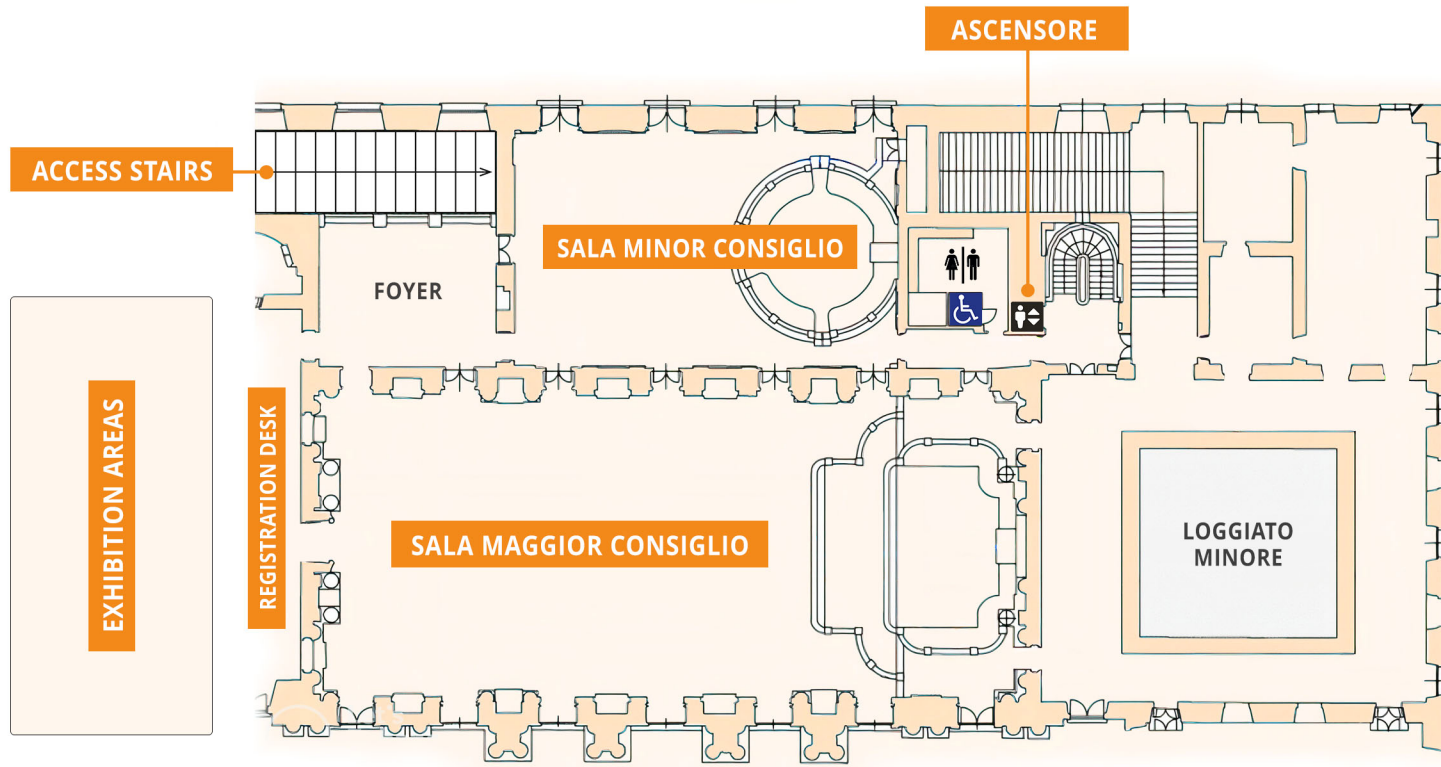 ASCENSORE
ACCESS STAIRS
SALA MINOR CONSIGLIO
FOYER
EXHIBITION AREAS
REGISTRATION DESK
SALA MAGGIOR CONSIGLIO
LOGGIATO
MINORE